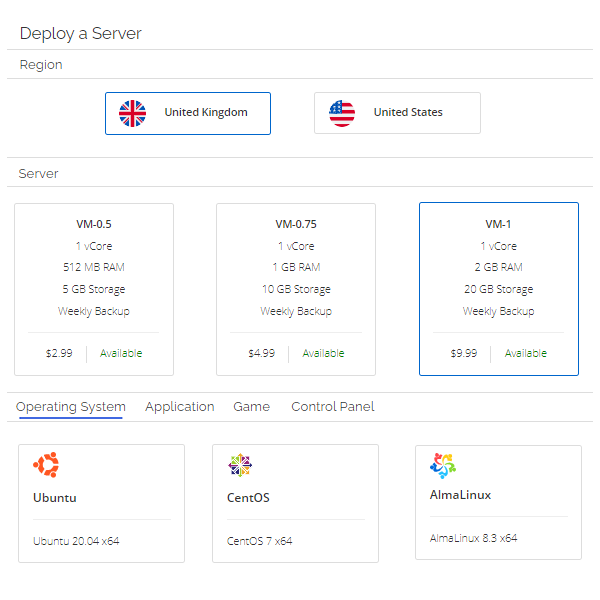 Deploy a Server
Region
United Kingdom
United States
Server
VM-0.5
1 vCore
512 MB RAM
5 GB Storage
Weekly Backup
$2.99
Available
VM-0.75
1 vCore
1 GB RAM
10 GB Storage
Weekly Backup
$4.99
Available
VM-1
1 vCore
2 GB RAM
20 GB Storage
Weekly Backup
$9.99
Available
Operating System
Application
Game
Control Panel
Ubuntu
Ubuntu 20.04 x64
CentOS
CentOS 7 x64
AlmaLinux
AlmaLinux 8.3 x64